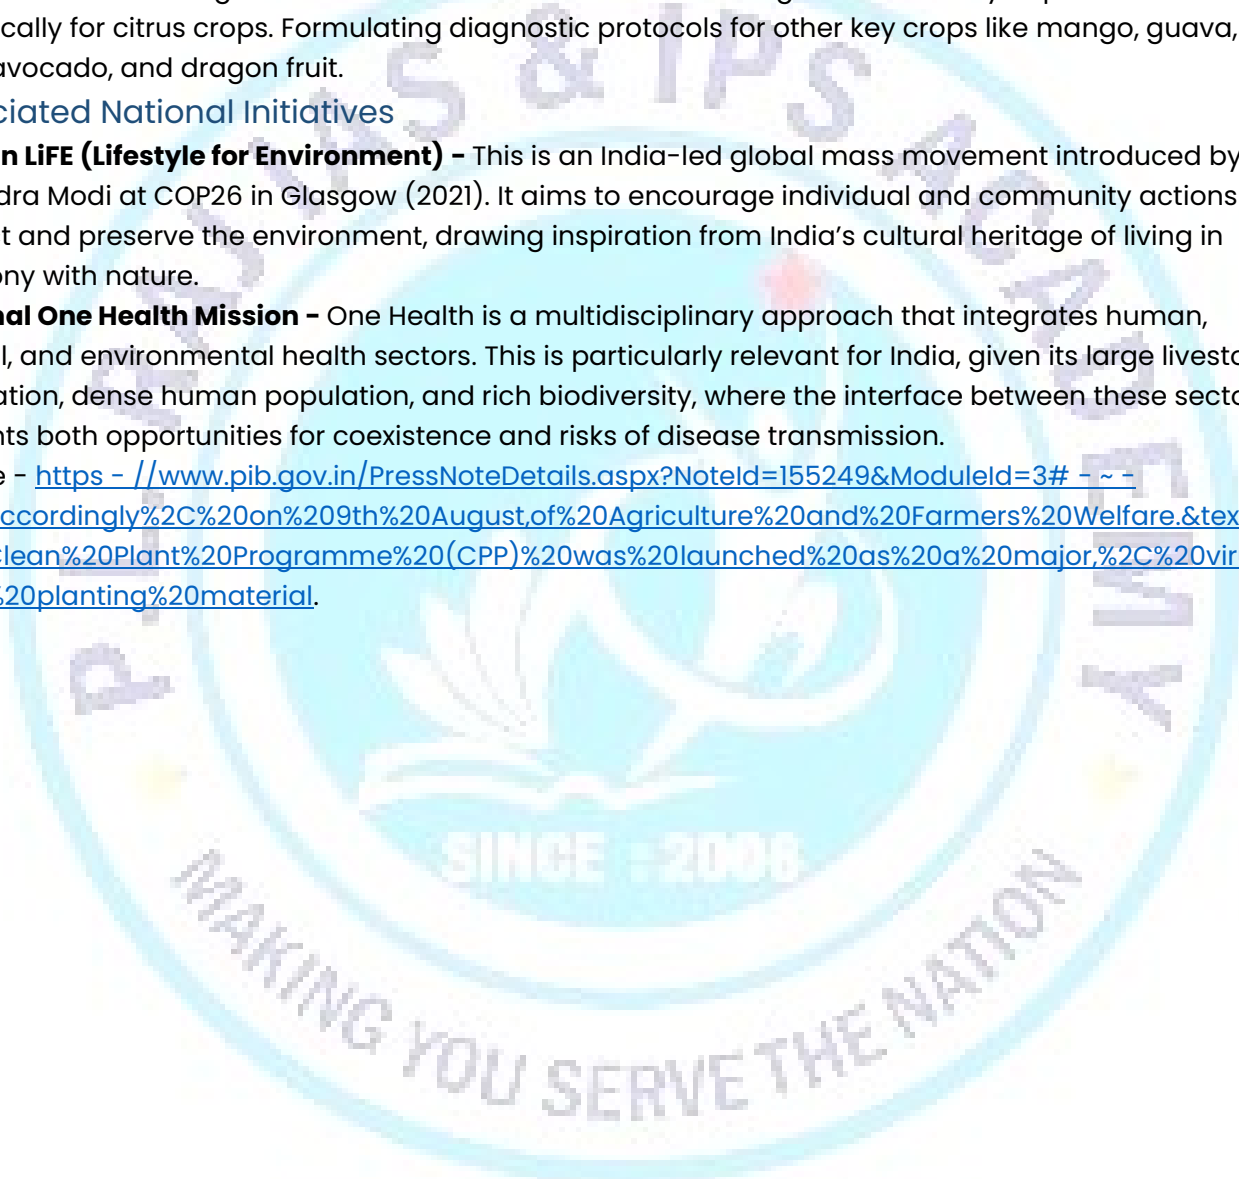 cally for citrus crops. Formulating diagnostic protocols for other key crops like mango, guava,
avocado, and dragon fruit.
ciated National Initiatives
n LiFE (Lifestyle for Environment) – This is an India-led global mass movement introduced by
dra Modi at COP26 in Glasgow (2021). It aims to encourage individual and community actions
t and preserve the environment, drawing inspiration from India’s cultural heritage of living in
ony with nature.
nal One Health Mission – One Health is a multidisciplinary approach that integrates human,
l, and environmental health sectors. This is particularly relevant for India, given its large livesto
ation, dense human population, and rich biodiversity, where the interface between these secto
nts both opportunities for coexistence and risks of disease transmission.
e - https - //www.pib.gov.in/PressNoteDetails.aspx?NoteId=155249&ModuleId=3# - ~ -
ccordingly%2C%20on%209th%20August,of%20Agriculture%20and%20Farmers%20Welfare.&tex
Clean%20Plant%20Programme%20(CPP)%20was%20launched%20as%20a%20major,%2C%20vir
%20planting%20material.
RAJ IAS & IPS ACADEMY
SINCE : 2008
MAKING YOU SERVE THE NATION